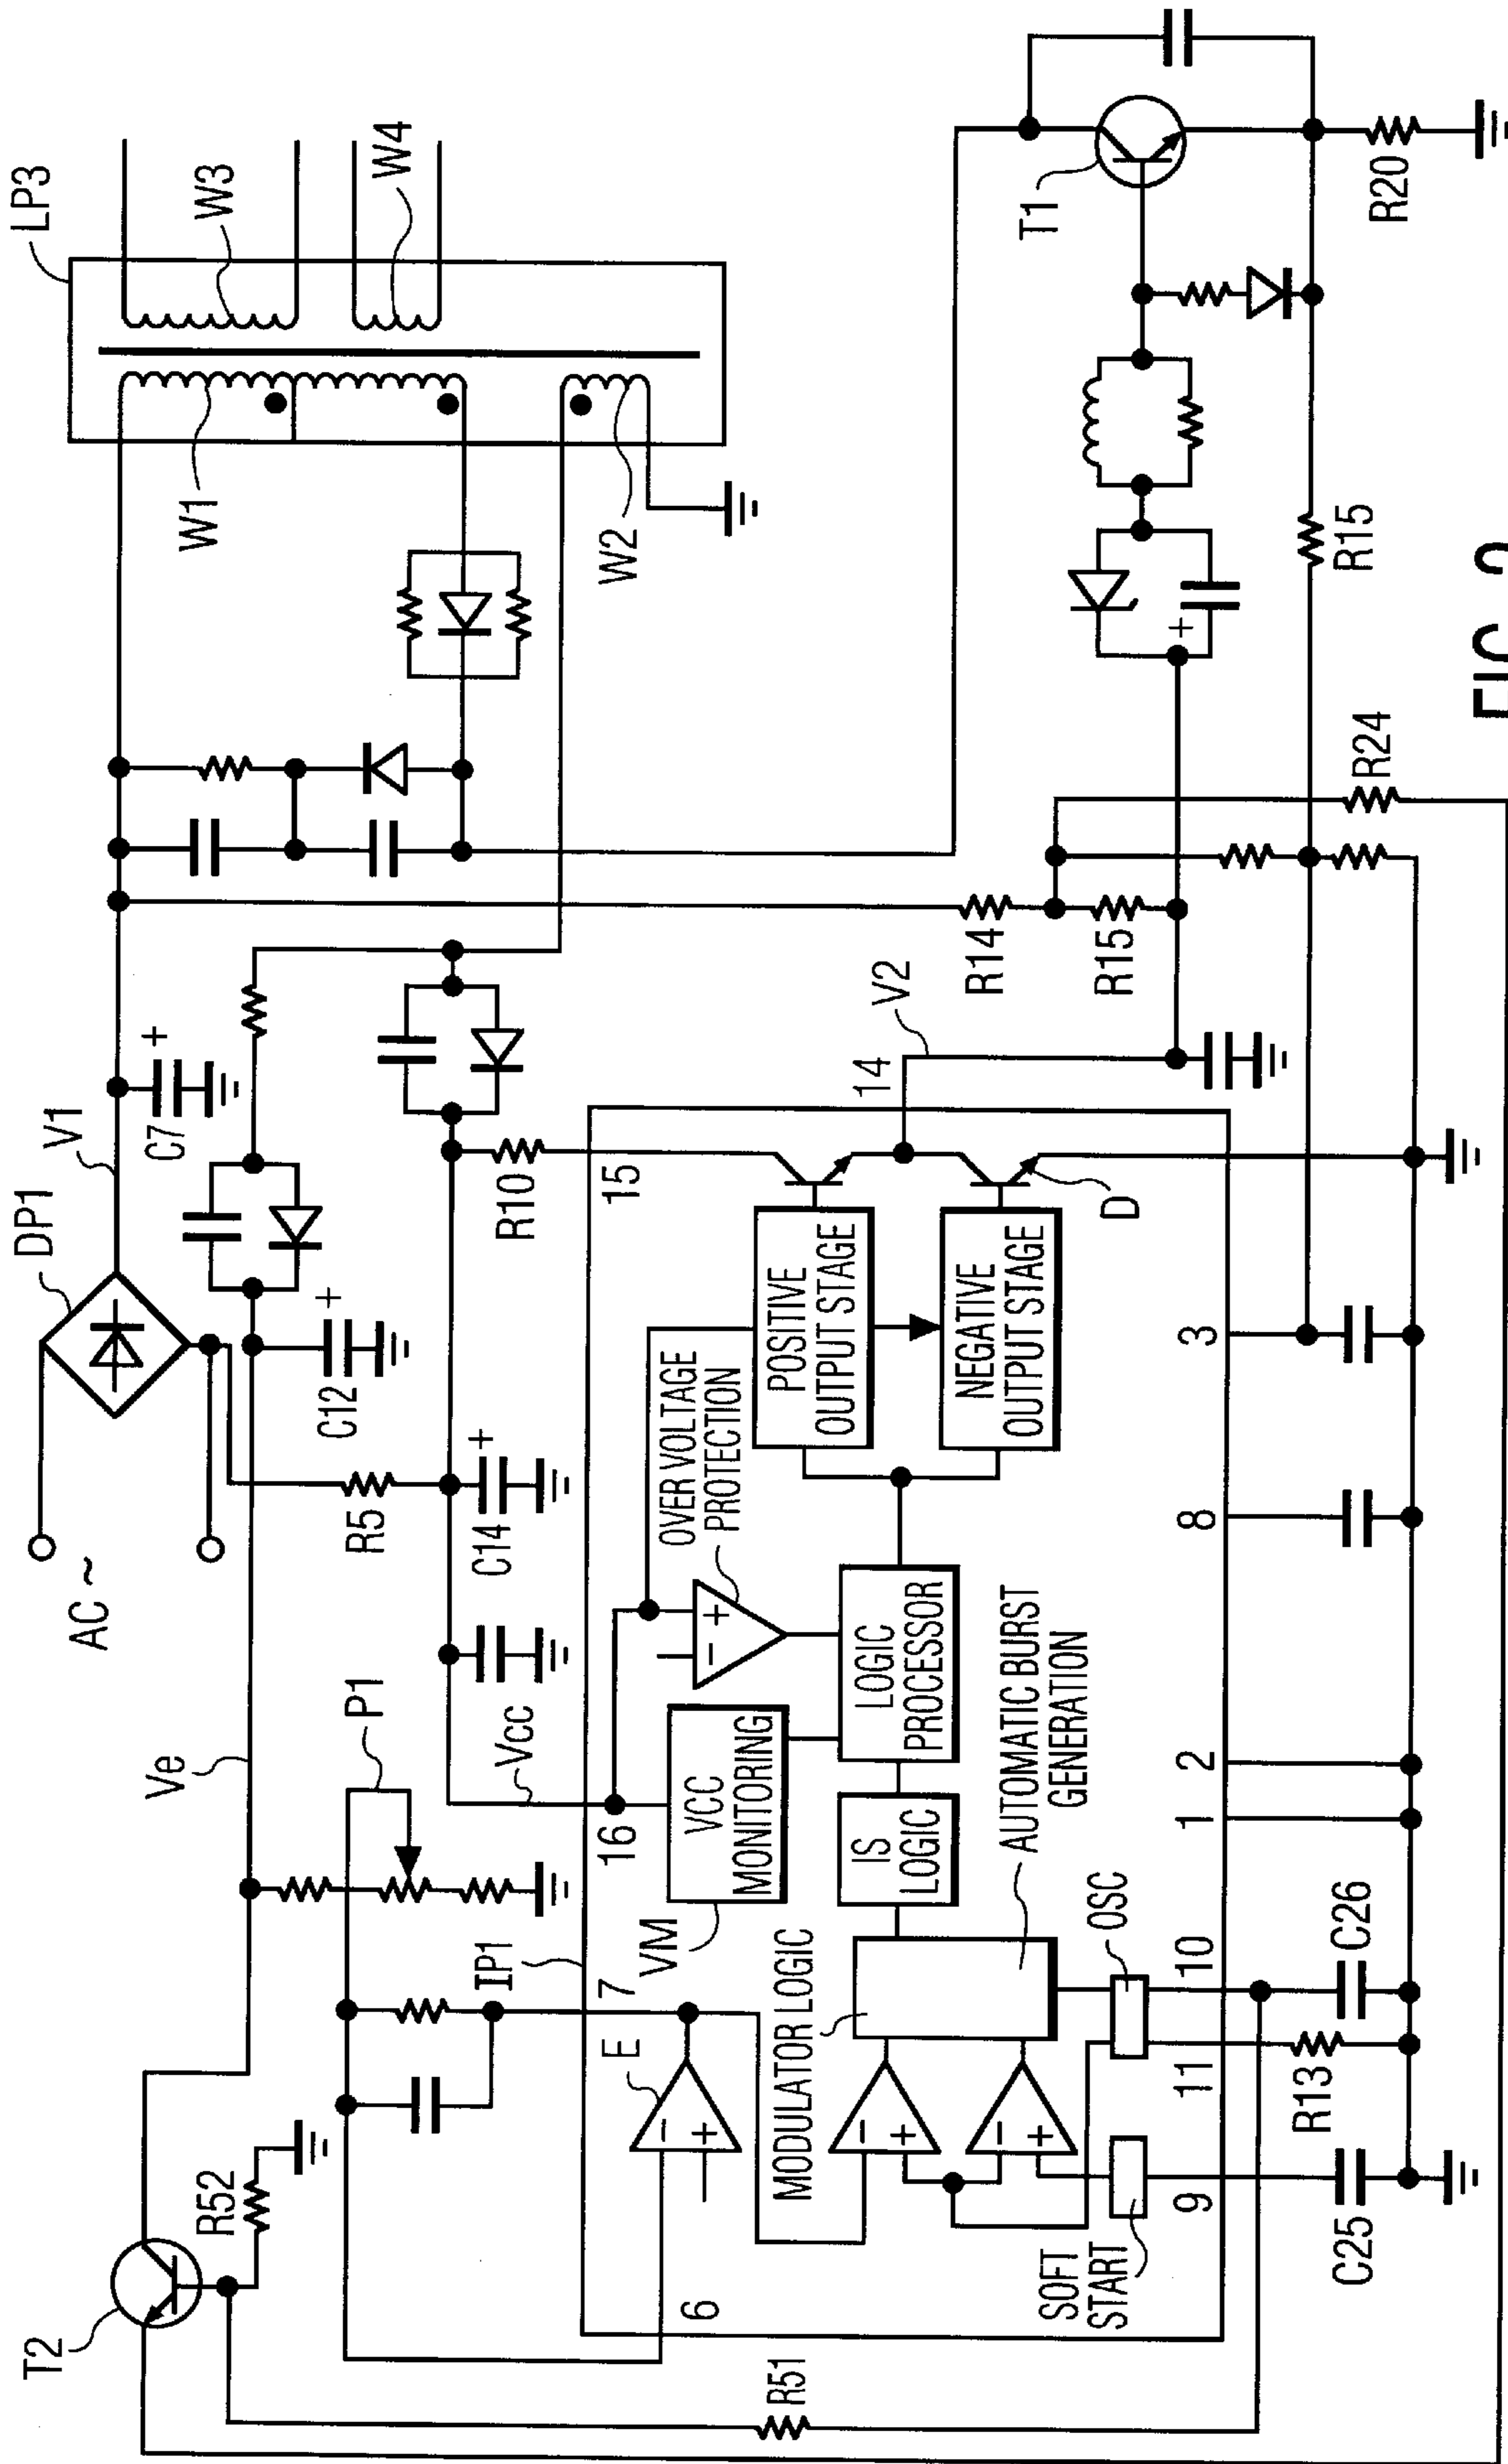 LP3
W3
W4
W1
W2
T1
R20
R15
FIG
R24
R14
R15
V2
14
DP1
V1
C7 +
C12 +
R10
15
R5
C14 +
AC ~
Ve
P1
Vcc
16
VCC
MONITORING
VM
OVER VOLTAGE
PROTECTION
- +
POSITIVE
OUTPUT STAGE
NEGATIVE
OUTPUT STAGE
D
LOGIC
PROCESSOR
IS
LOGIC
AUTOMATIC BURST
GENERATION
MODULATOR LOGIC
IP1
7
E
- +
- +
- +
6
SOFT
START
OSC
9
11
10
1
2
8
3
C25
R13
C26
T2
R52
R51
+